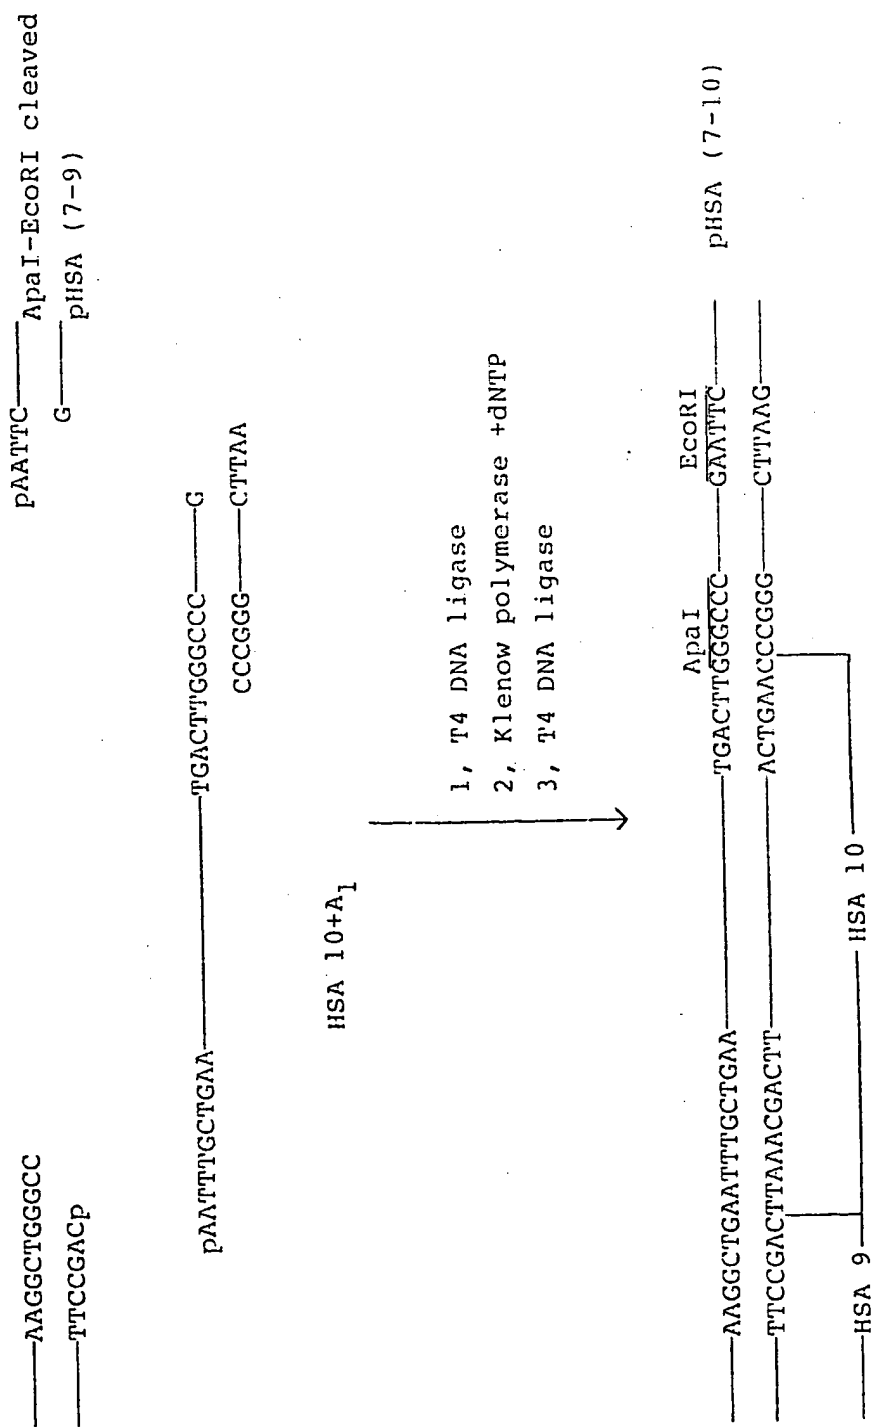 pAATTC
ApaI-EcoRI cleaved
AAGGCTGGGCC
G
pHSA (7-9)
TTCCGACp
pAATTTGCTGAA
TGACTTGGGCCC
G
CCCGGG
CTTAA
HSA 10+A1
1, T4 DNA ligase
2, Klenow polymerase +dNTP
3, T4 DNA ligase
ApaI
EcoRI
AAGGCTGAATTTGCTGAA
TGACTTGGGCCC
GAATTC
pHSA (7-10)
TTCCGACTTAAACGACTT
ACTGAACCCGGG
CTTAAG
HSA 9
HSA 10